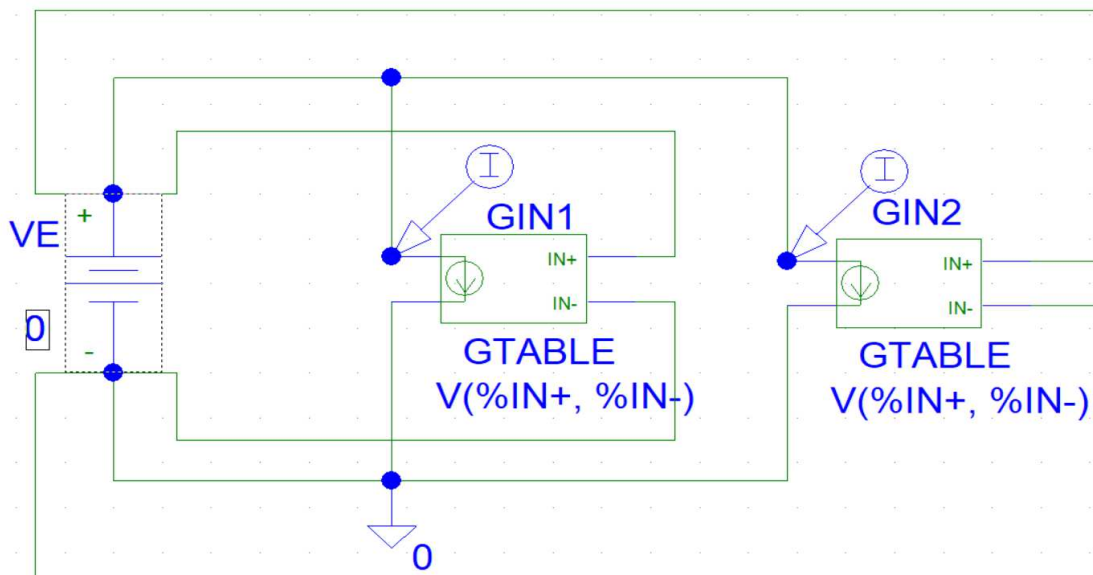 I
I
GIN1
GIN2
+
VE
IN+
IN-
IN+
IN-
0
-
GTABLE
V(%IN+, %IN-)
GTABLE
V(%IN+, %IN-)
0